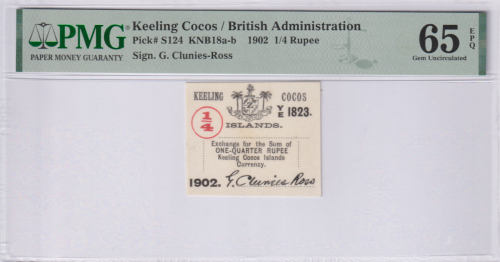 PMG
PAPER MONEY GUARANTY
Keeling Cocos / British Administration
Pick# S124 KNB18a-b 1902 1/4 Rupee
Sign. G. Clunies-Ross
65 EPQ
Gem Uncirculated
KEELING COCOS
1/4
YE 1823.
ISLANDS.
Exchange for the Sum of
ONE-QUARTER RUPEE
Keeling Cocos Islands
Currency.
1902. G. Clunies Ross